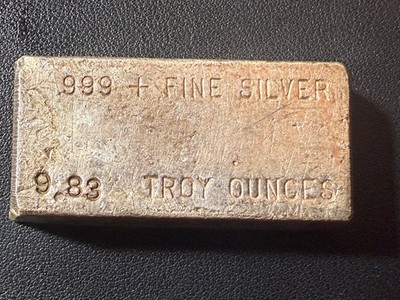 .999 + FINE SILVER
9.83 TROY OUNCES